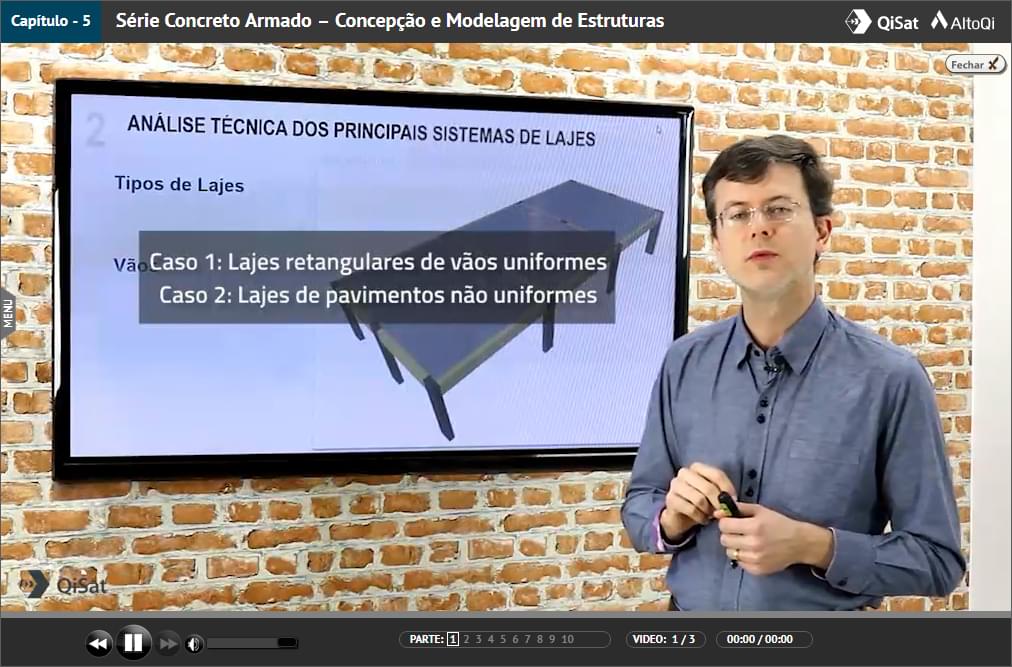 Capítulo - 5
Série Concreto Armado – Concepção e Modelagem de Estruturas
QiSat
AltoQi
Fechar
2
ANÁLISE TÉCNICA DOS PRINCIPAIS SISTEMAS DE LAJES
Tipos de Lajes
Caso 1: Lajes retangulares de vãos uniformes
Caso 2: Lajes de pavimentos não uniformes
MENU
QiSat
PARTE: 1 2 3 4 5 6 7 8 9 10
VIDEO: 1 / 3
00:00 / 00:00